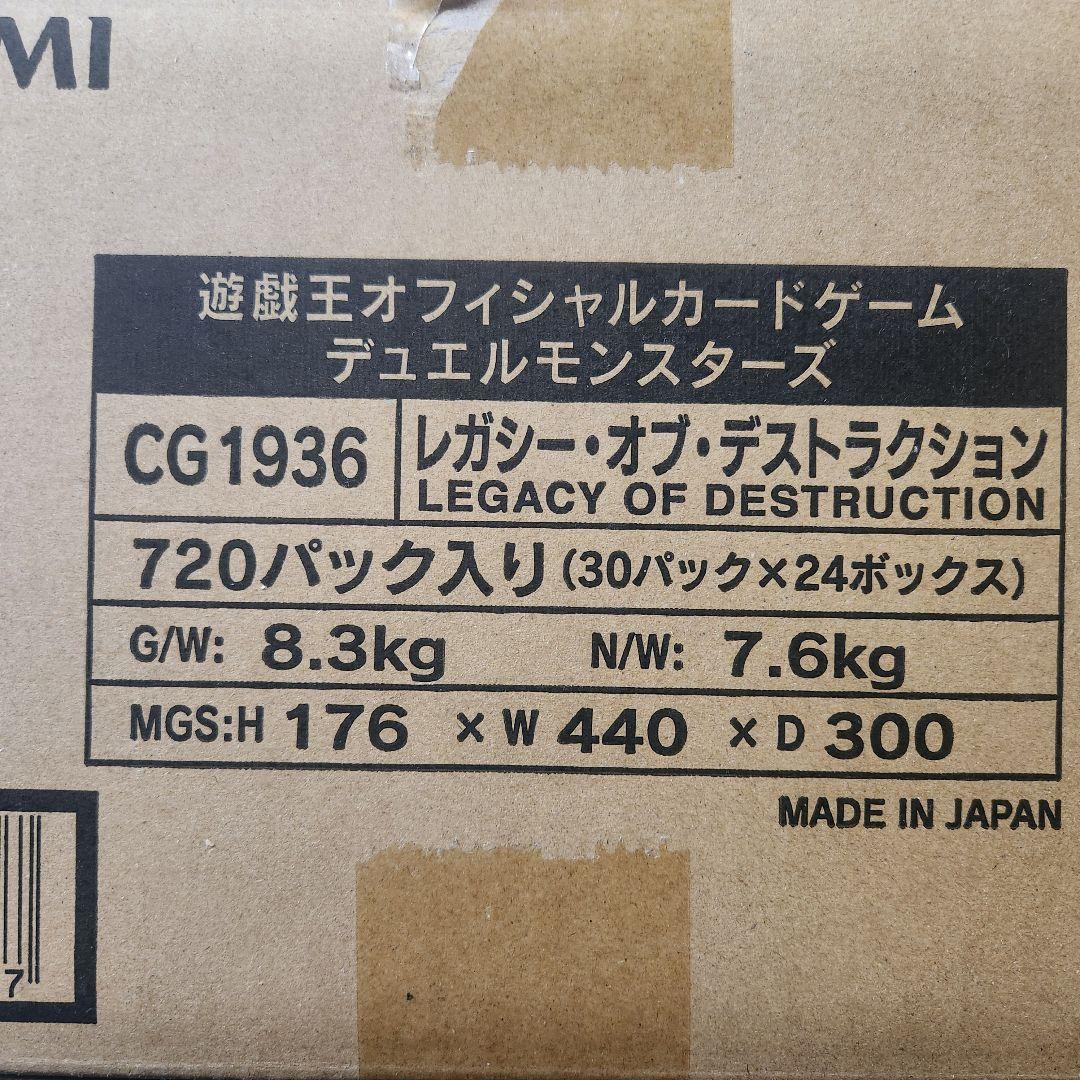 MI
遊戯王オフィシャルカードゲーム
デュエルモンスターズ
CG1936
レガシー・オブ・デストラクション
LEGACY OF DESTRUCTION
720パック入り(30パック×24ボックス)
G/W: 8.3kg N/W: 7.6kg
MGS:H 176 × W 440 × D 300
MADE IN JAPAN
7